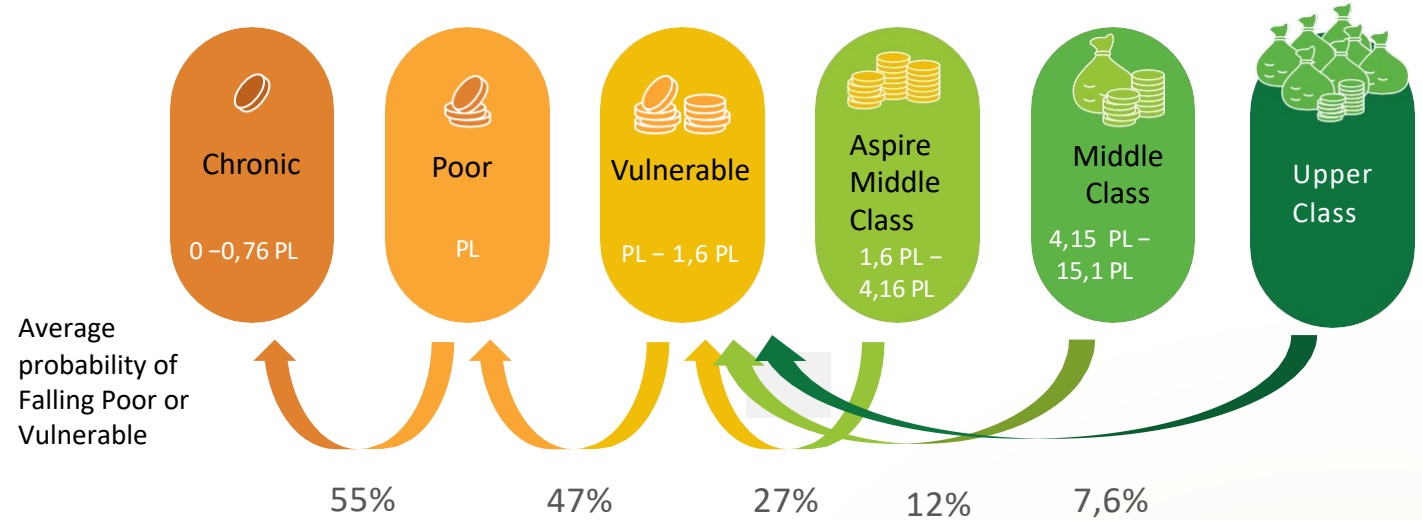 Chronic
0 –0,76 PL
Poor
PL
Vulnerable
PL – 1,6 PL
Aspire
Middle
Class
1,6 PL –
4,16 PL
Middle
Class
4,15 PL –
15,1 PL
Upper
Class
Average
probability of
Falling Poor or
Vulnerable
55%
47%
27%
12%
7,6%